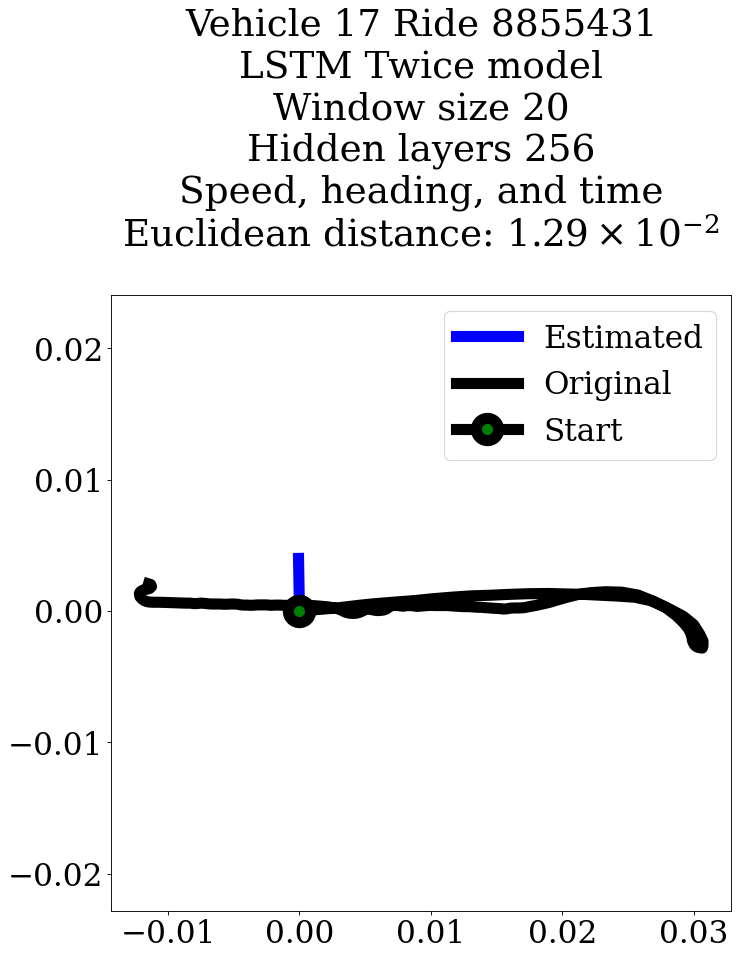 Vehicle 17 Ride 8855431
LSTM Twice model
Window size 20
Hidden layers 256
Speed, heading, and time
Euclidean distance: 1.29 × 10⁻²
Estimated
Original
Start
0.02
0.01
0.00
−0.01
−0.02
−0.01 0.00 0.01 0.02 0.03